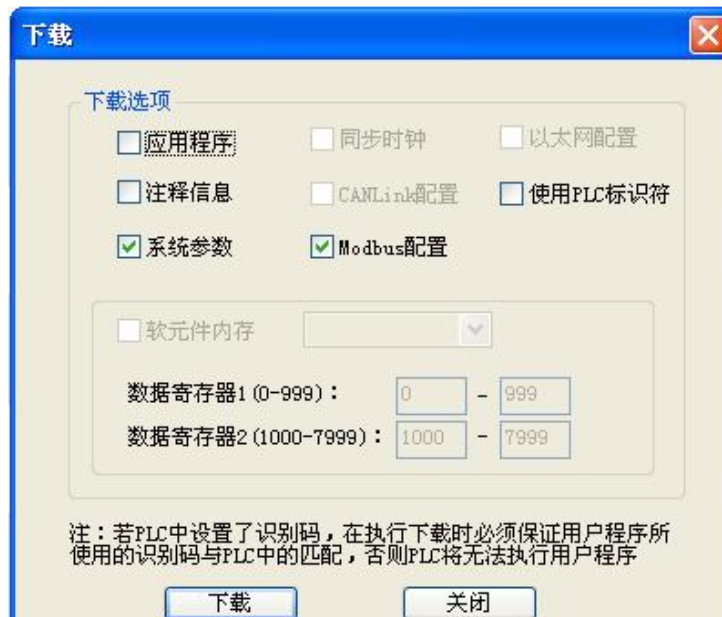 下载
下载选项
应用程序 同步时钟 以太网配置
注释信息 CANLink配置 使用PLC标识符
系统参数 Modbus配置
软元件内存
数据寄存器1(0-999)： 0 - 999
数据寄存器2(1000-7999)： 1000 - 7999
注：若PLC中设置了识别码，在执行下载时必须保证用户程序所
使用的识别码与PLC中的匹配，否则PLC将无法执行用户程序
下载 关闭